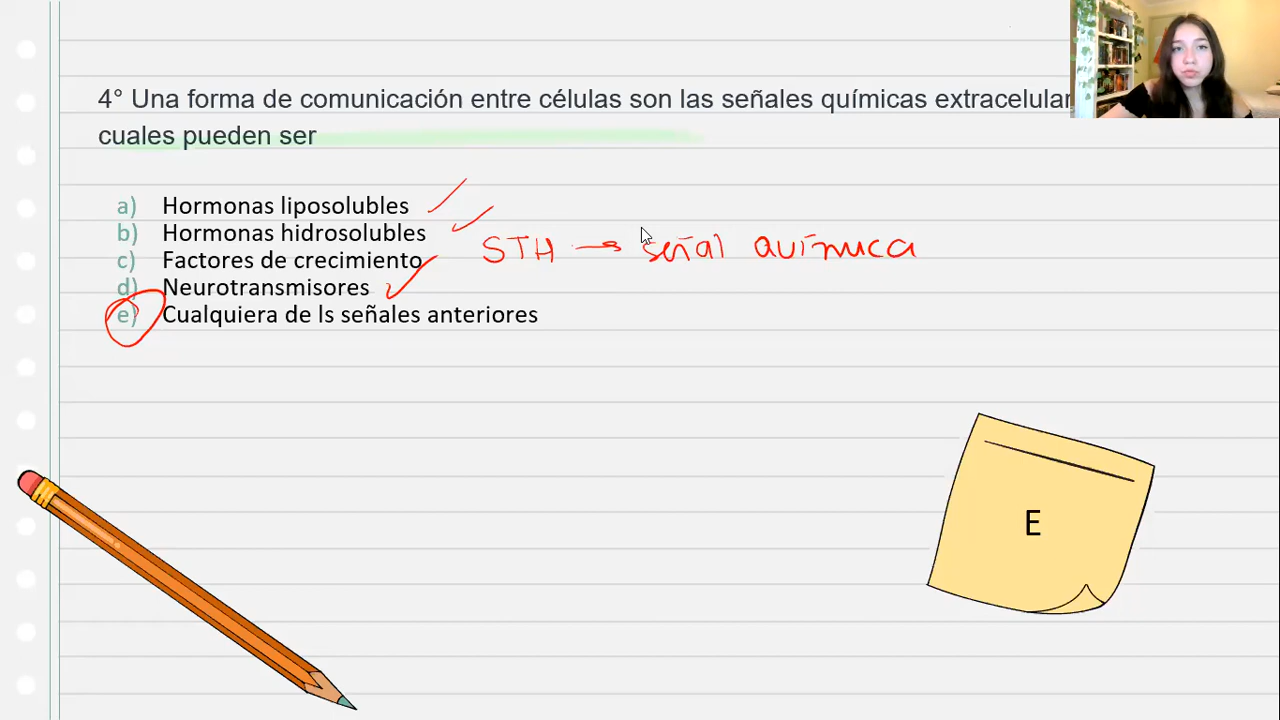 4° Una forma de comunicación entre células son las señales químicas extracelular
cuales pueden ser
a) Hormonas liposolubles
b) Hormonas hidrosolubles
STH → señal química
c) Factores de crecimiento
d) Neurotransmisores
e) Cualquiera de ls señales anteriores
E